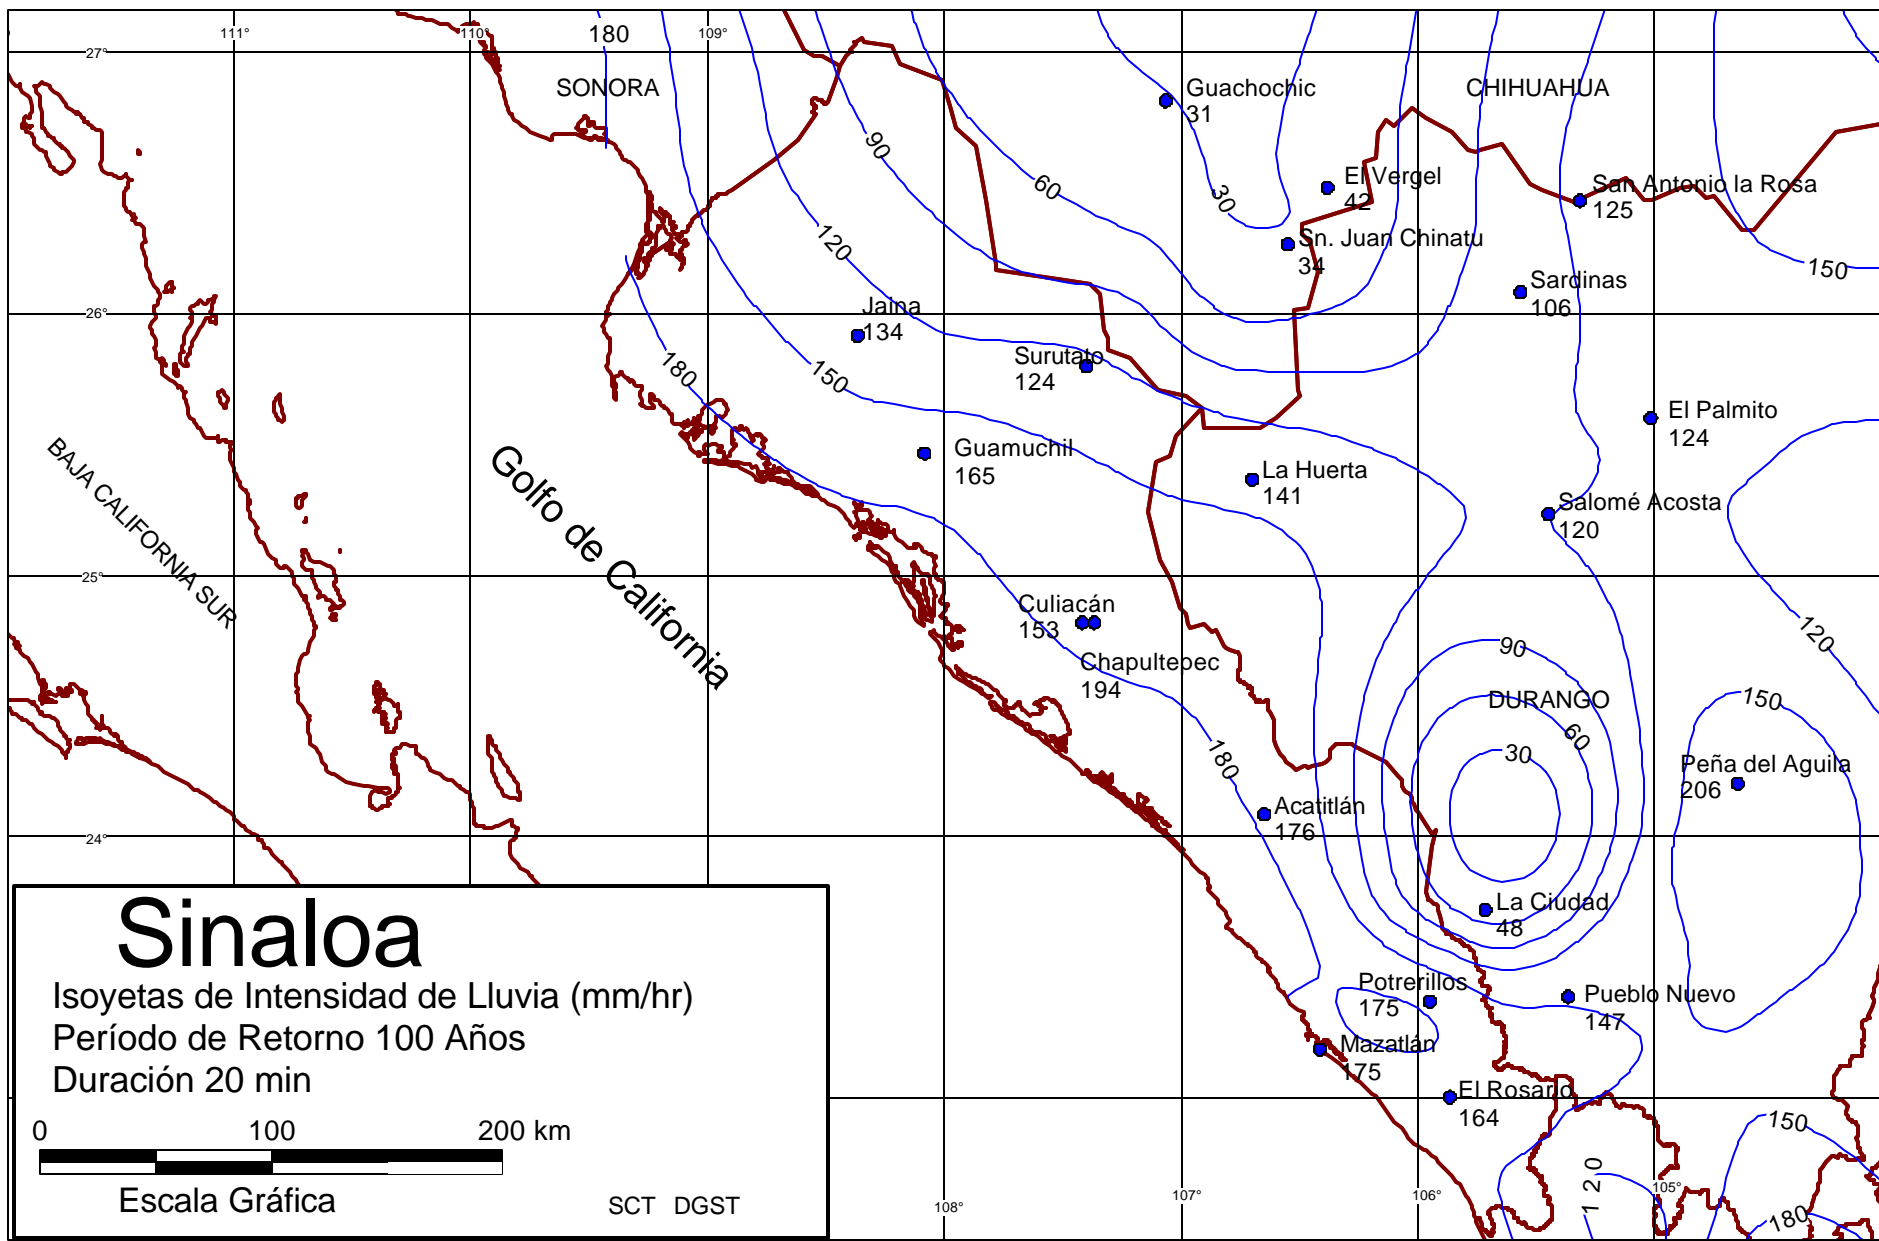 111°
110°
109°
180
27°
SONORA
Guachochic
31
CHIHUAHUA
90
60
30
El Vergel
42
San Antonio la Rosa
125
120
Sn. Juan Chinatu
34
150
Sardinas
106
Jaina
134
26°
Surutato
124
180
150
El Palmito
124
BAJA CALIFORNIA SUR
Golfo de California
Guamuchil
165
La Huerta
141
Salomé Acosta
120
25°
Culiacán
153
Chapultepec
194
120
90
DURANGO
150
60
30
180
Peña del Aguila
206
Acatitlán
176
24°
La Ciudad
48
Potrerillos
175
Pueblo Nuevo
147
Mazatlán
175
El Rosario
164
150
120
180
108°
107°
106°
105°
Sinaloa
Isoyetas de Intensidad de Lluvia (mm/hr)
Período de Retorno 100 Años
Duración 20 min
0 100 200 km
Escala Gráfica
SCT DGST